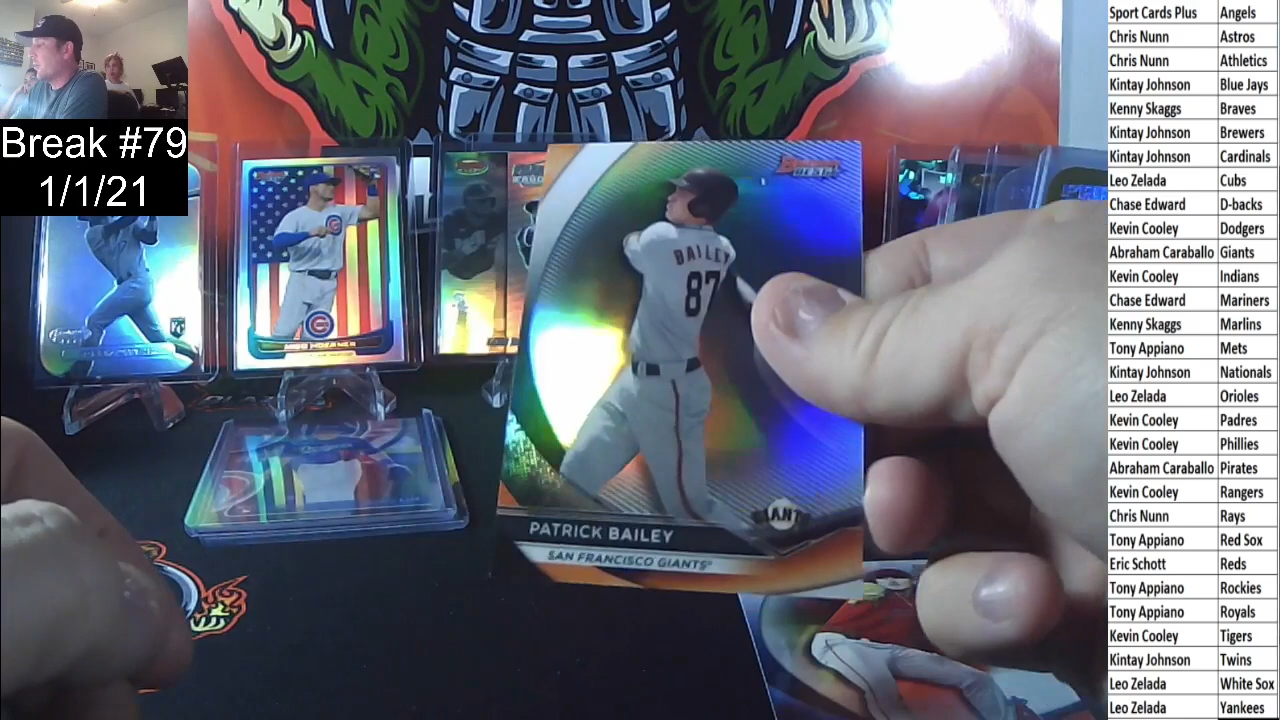 Break #79
1/1/21
BAILEY
87
PATRICK BAILEY
SAN FRANCISCO GIANTS
Sport Cards Plus Angels
Chris Nunn Astros
Chris Nunn Athletics
Kintay Johnson Blue Jays
Kenny Skaggs Braves
Kintay Johnson Brewers
Kintay Johnson Cardinals
Leo Zelada Cubs
Chase Edward D-backs
Kevin Cooley Dodgers
Abraham Caraballo Giants
Kevin Cooley Indians
Chase Edward Mariners
Kenny Skaggs Marlins
Tony Appiano Mets
Kintay Johnson Nationals
Leo Zelada Orioles
Kevin Cooley Padres
Kevin Cooley Phillies
Abraham Caraballo Pirates
Kevin Cooley Rangers
Chris Nunn Rays
Tony Appiano Red Sox
Eric Schott Reds
Tony Appiano Rockies
Tony Appiano Royals
Kevin Cooley Tigers
Kintay Johnson Twins
Leo Zelada White Sox
Leo Zelada Yankees